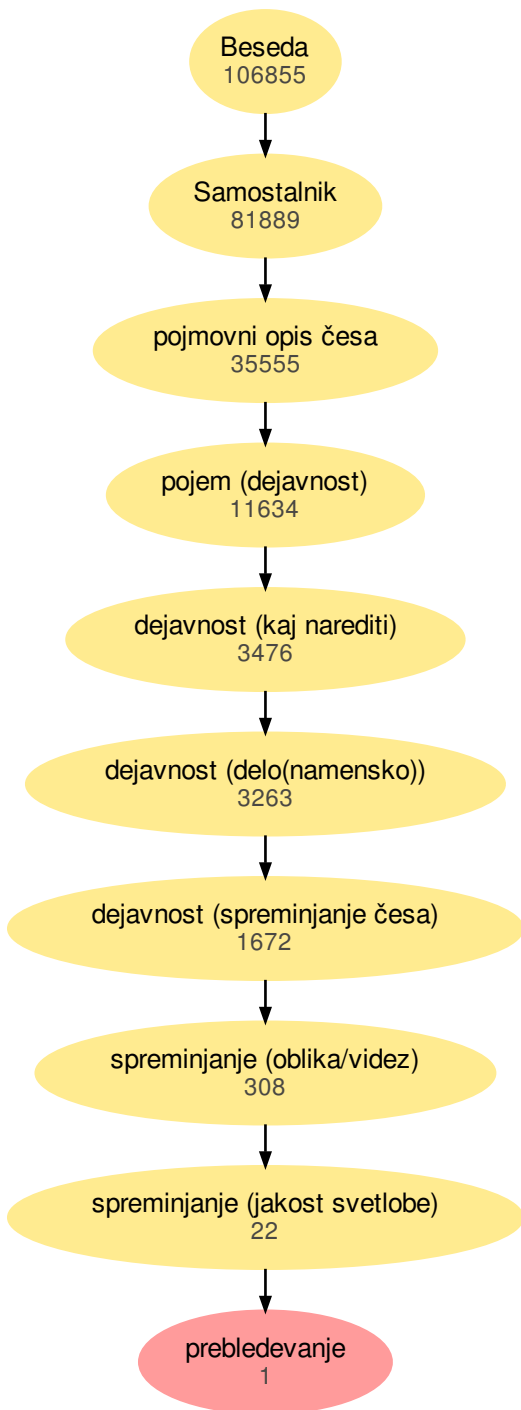 Beseda
106855
Samostalnik
81889
pojmovni opis česa
35555
pojem (dejavnost)
11634
dejavnost (kaj narediti)
3476
dejavnost (delo(namensko))
3263
dejavnost (spreminjanje česa)
1672
spreminjanje (oblika/videz)
308
spreminjanje (jakost svetlobe)
22
prebledevanje
1